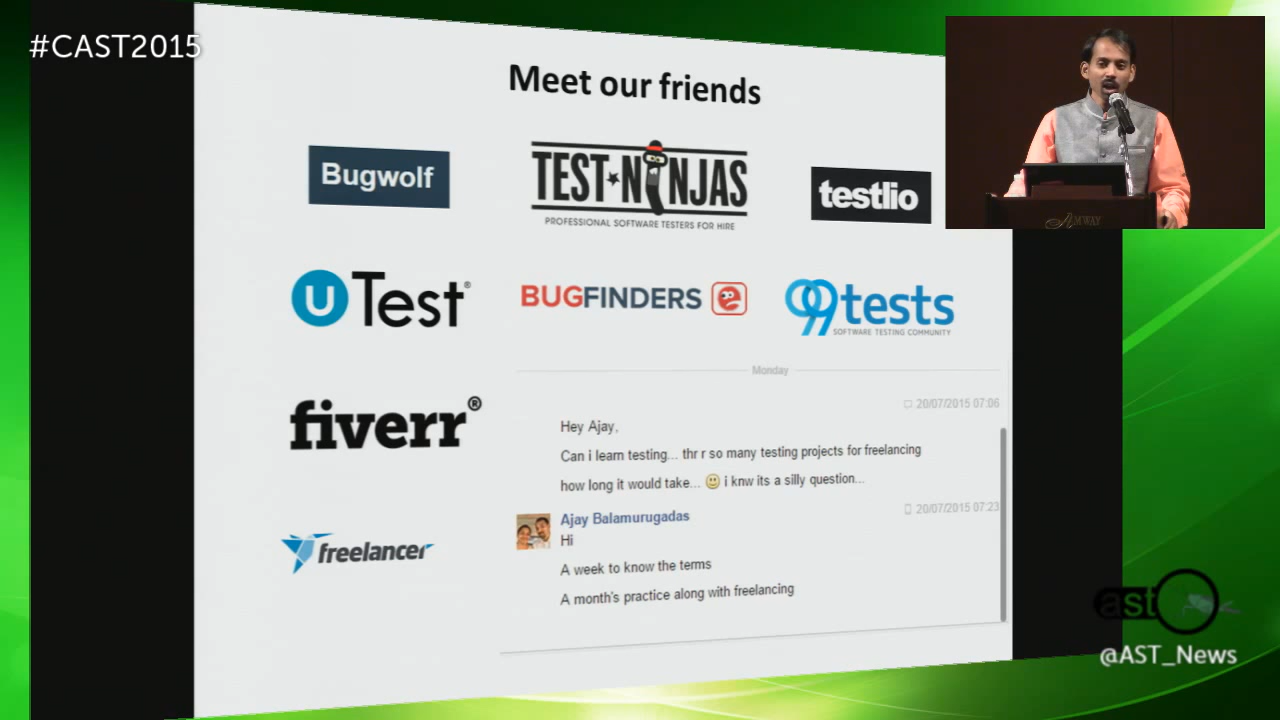 #CAST2015
Meet our friends
Bugwolf
TEST NINJAS
PROFESSIONAL SOFTWARE TESTERS FOR HIRE
testlio
uTest®
BUGFINDERS
99tests
SOFTWARE TESTING COMMUNITY
fiverr®
freelancer
Monday
20/07/2015 07:06
Hey Ajay,
Can i learn testing... thr r so many testing projects for freelancing
how long it would take... 🙂 i knw its a silly question...
Ajay Balamurugadas
20/07/2015 07:23
Hi
A week to know the terms
A month's practice along with freelancing
AMWAY
ast
@AST_News